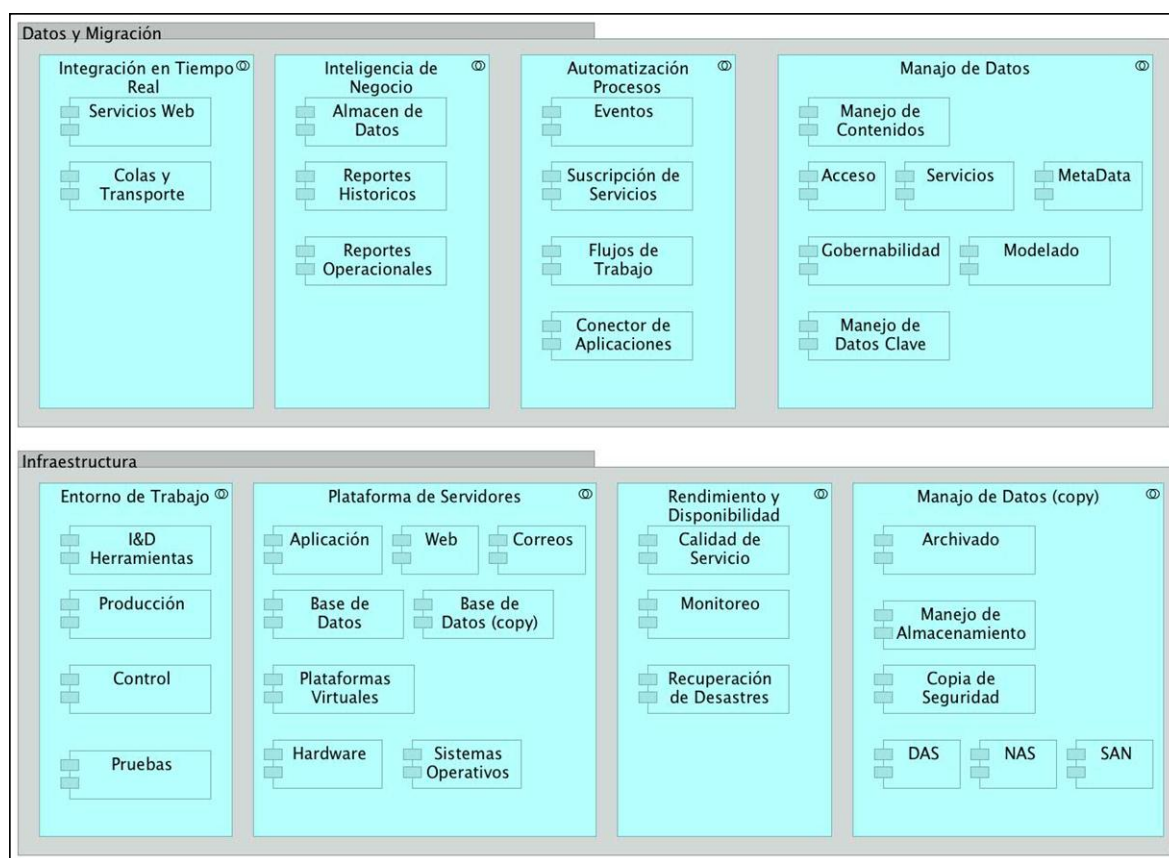 Datos y Migración
Integración en Tiempo
Real
Servicios Web
Colas y
Transporte
Inteligencia de
Negocio
Almacen de
Datos
Reportes
Historicos
Reportes
Operacionales
Automatización
Procesos
Eventos
Suscripción de
Servicios
Flujos de
Trabajo
Conector de
Aplicaciones
Manajo de Datos
Manejo de
Contenidos
Acceso
Servicios
MetaData
Gobernabilidad
Modelado
Manejo de
Datos Clave
Infraestructura
Entorno de Trabajo
I&D
Herramientas
Producción
Control
Pruebas
Plataforma de Servidores
Aplicación
Web
Correos
Base de
Datos
Base de
Datos (copy)
Plataformas
Virtuales
Hardware
Sistemas
Operativos
Rendimiento y
Disponibilidad
Calidad de
Servicio
Monitoreo
Recuperación
de Desastres
Manajo de Datos (copy)
Archivado
Manejo de
Almacenamiento
Copia de
Seguridad
DAS
NAS
SAN